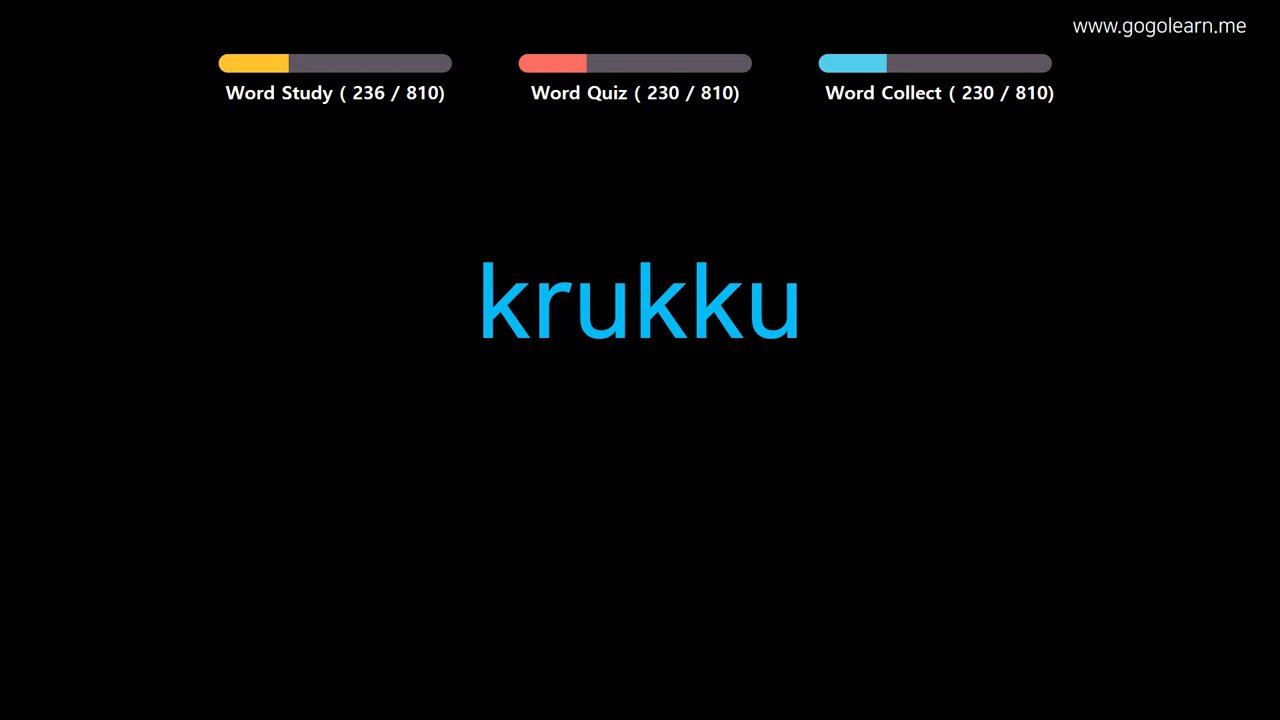 www.gogolearn.me
Word Study ( 236 / 810)
Word Quiz ( 230 / 810)
Word Collect ( 230 / 810)
krukku